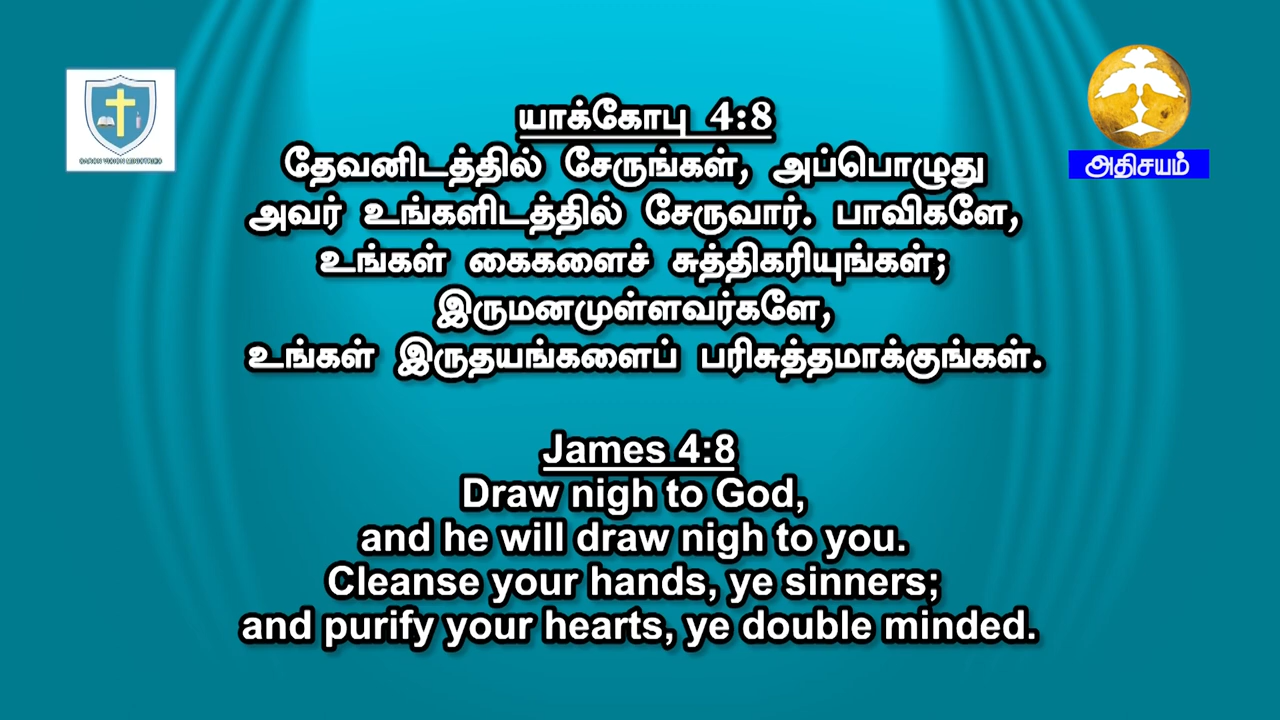 யாக்கோபு 4:8
தேவனிடத்தில் சேருங்கள், அப்பொழுது
அவர் உங்களிடத்தில் சேருவார். பாவிகளே,
உங்கள் கைகளைச் சுத்திகரியுங்கள்;
இருமனமுள்ளவர்களே,
உங்கள் இருதயங்களைப் பரிசுத்தமாக்குங்கள்.
James 4:8
Draw nigh to God,
and he will draw nigh to you.
Cleanse your hands, ye sinners;
and purify your hearts, ye double minded.
அதிசயம்